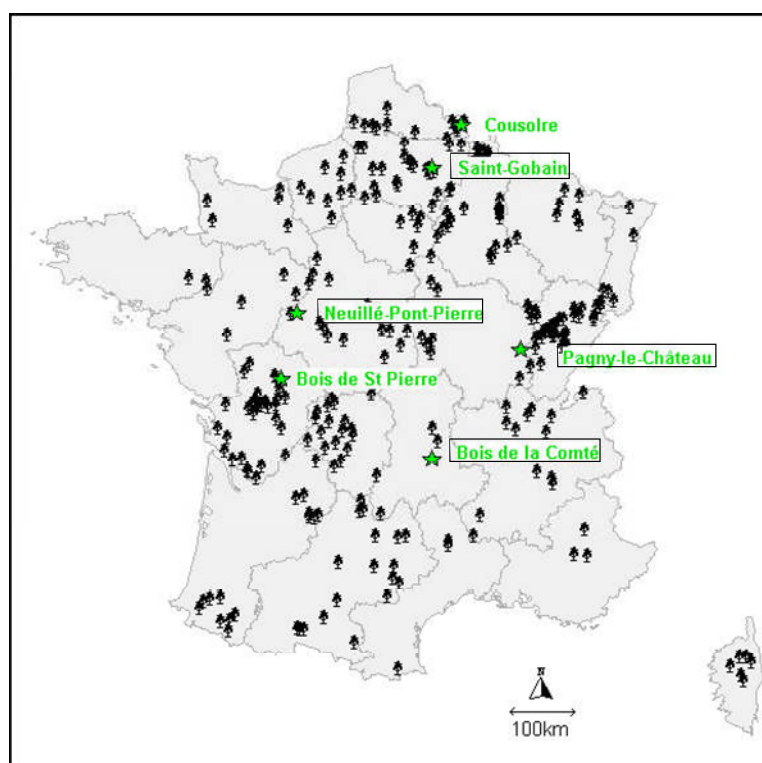 Cousolre
Saint-Gobain
Neuillé-Pont-Pierre
Pagny-le-Château
Bois de St Pierre
Bois de la Comté
N
100km